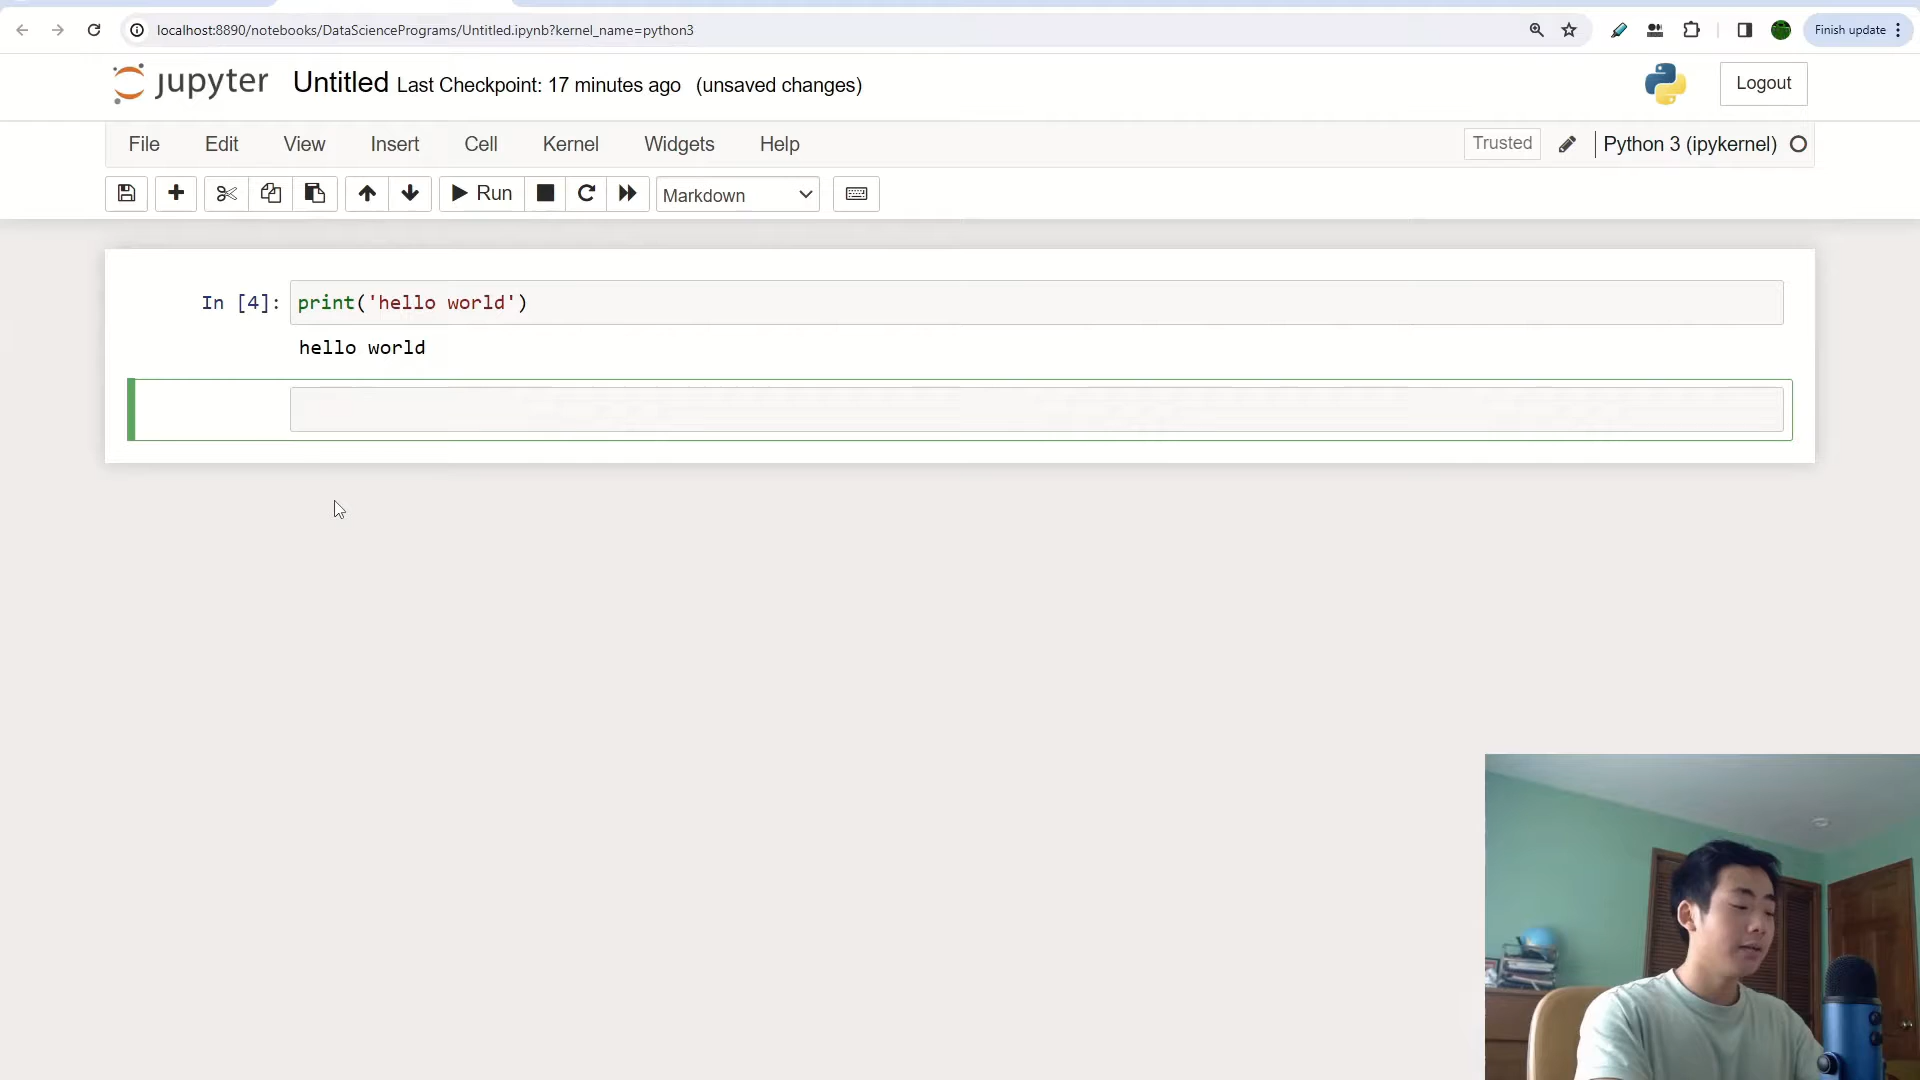 localhost:8890/notebooks/DataSciencePrograms/Untitled.ipynb?kernel_name=python3
Finish update
jupyter Untitled Last Checkpoint: 17 minutes ago (unsaved changes)
Logout
File Edit View Insert Cell Kernel Widgets Help
Trusted
Python 3 (ipykernel)
Run
Markdown
In [4]: print('hello world')
hello world